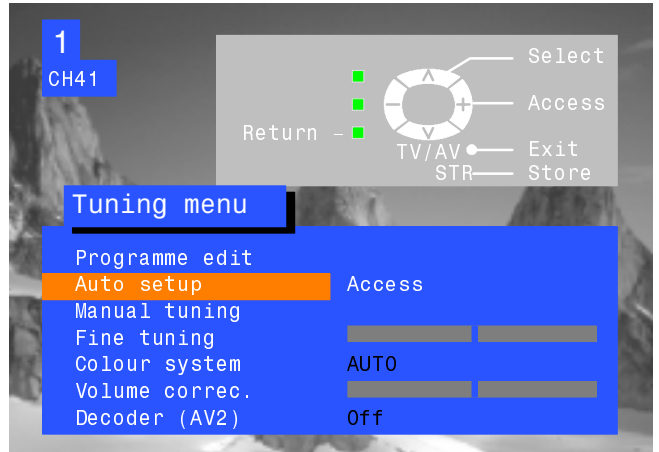 1
CH41
Select
Access
Return
TV/AV
Exit
STR
Store
Tuning menu
Programme edit
Auto setup Access
Manual tuning
Fine tuning
Colour system AUTO
Volume correc.
Decoder (AV2) Off